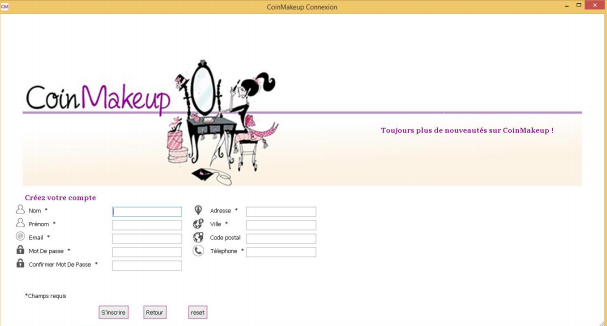 CM
CoinMakeup Connexion
CoinMakeup
Toujours plus de nouveautés sur CoinMakeup !
Créez votre compte
Nom *
Prénom *
Email *
Mot De passe *
Confirmer Mot De Passe *
Adresse *
Ville *
Code postal
Télephone *
*Champs requis
S'inscrire Retour reset